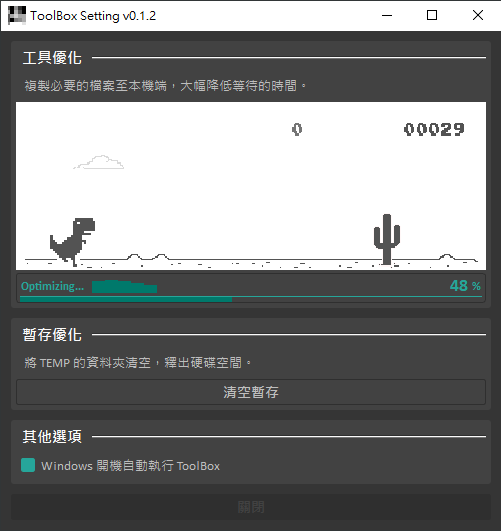 ToolBox Setting v0.1.2
工具優化
複製必要的檔案至本機端，大幅降低等待的時間。
0 00029
Optimizing... 48 %
暫存優化
將 TEMP 的資料夾清空，釋出硬碟空間。
清空暫存
其他選項
Windows 開機自動執行 ToolBox
關閉